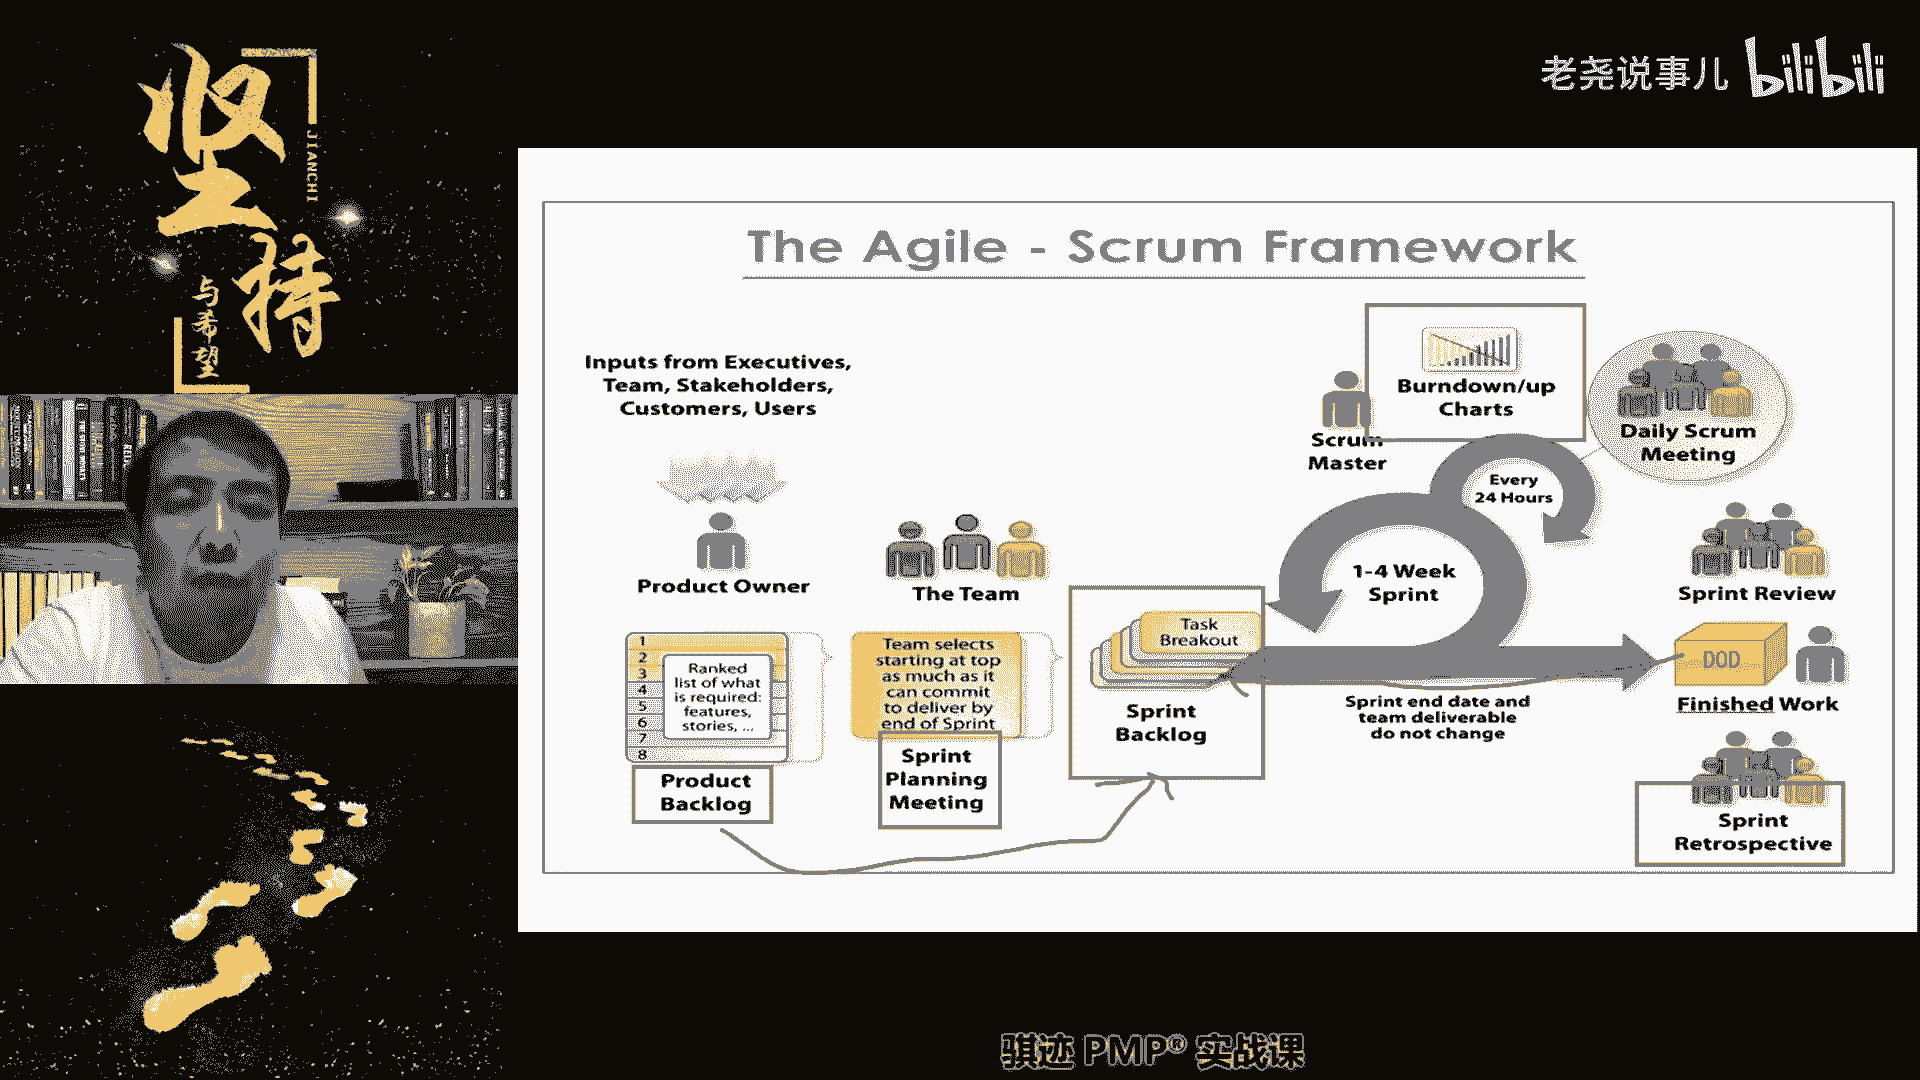 坚持
JIANCHI
与希望
老尧说事儿 bilibili
The Agile - Scrum Framework
Inputs from Executives,
Team, Stakeholders,
Customers, Users
Product Owner
The Team
1
2
3
4
5
6
7
8
Ranked
list of what
is required:
features,
stories, ...
Product
Backlog
Team selects
starting at top
as much as it
can commit
to deliver by
end of Sprint
Sprint
Planning
Meeting
Task
Breakout
Sprint
Backlog
Scrum
Master
Burndown/up
Charts
Every
24 Hours
1-4 Week
Sprint
Sprint end date and
team deliverable
do not change
Daily Scrum
Meeting
Sprint Review
DOD
Finished Work
Sprint
Retrospective
骐迹 PMP® 实战课